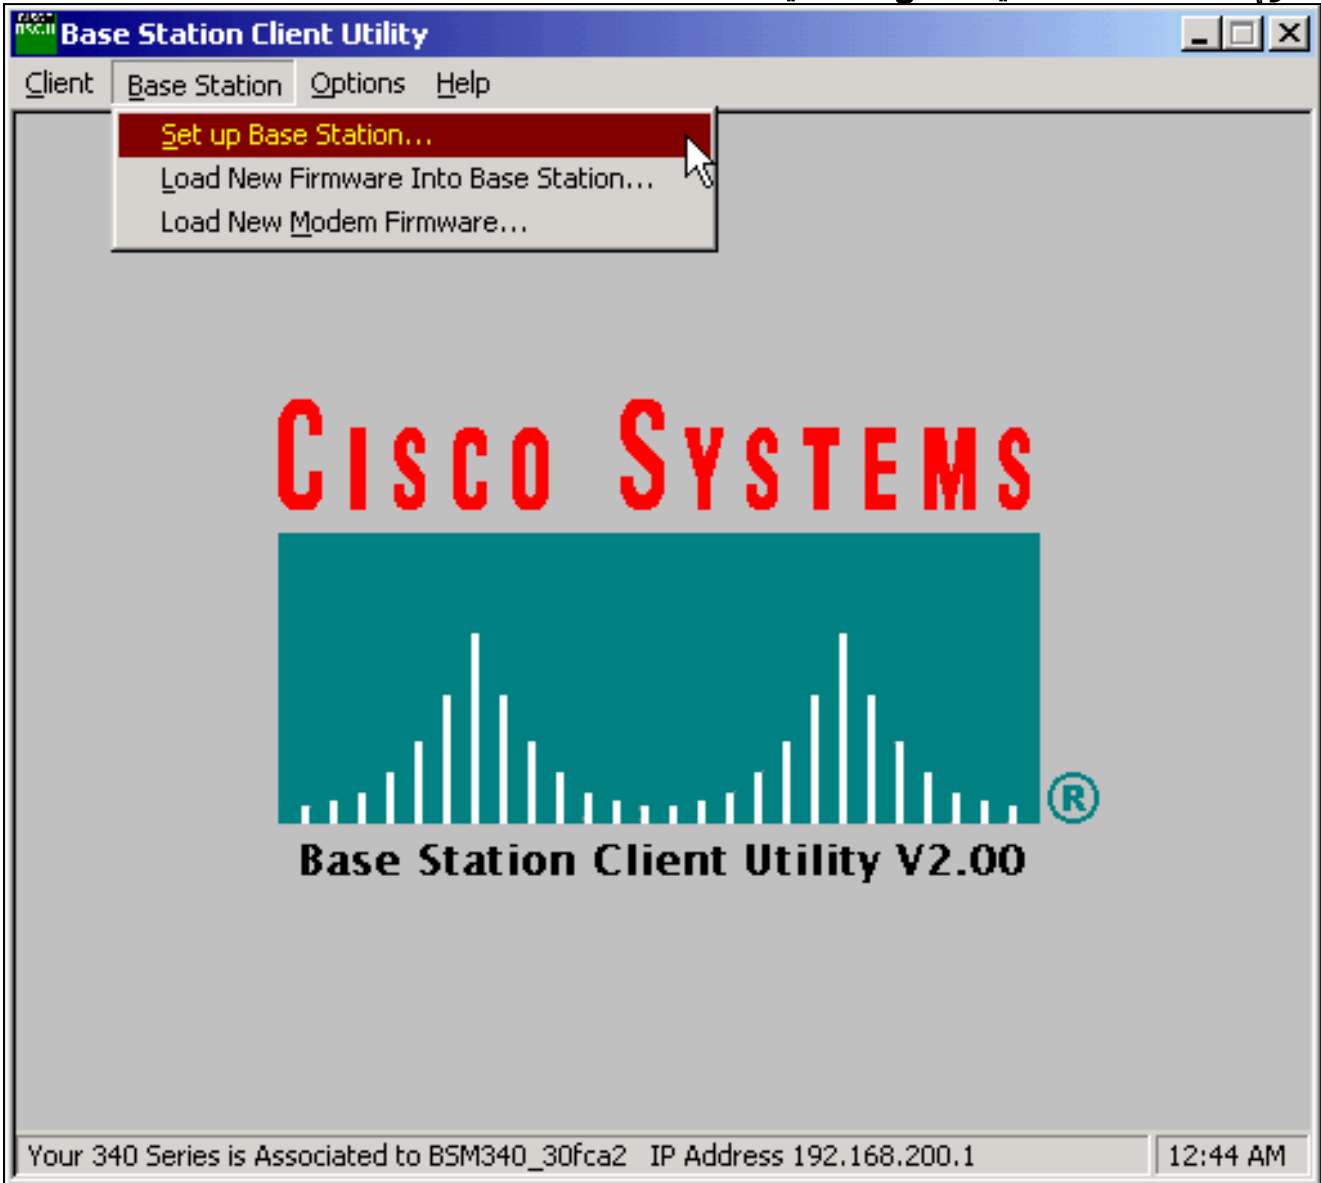 Base Station Client Utility
Client Base Station Options Help
Set up Base Station...
Load New Firmware Into Base Station...
Load New Modem Firmware...
CISCO SYSTEMS
®
Base Station Client Utility V2.00
Your 340 Series is Associated to BSM340_30fca2 IP Address 192.168.200.1 12:44 AM